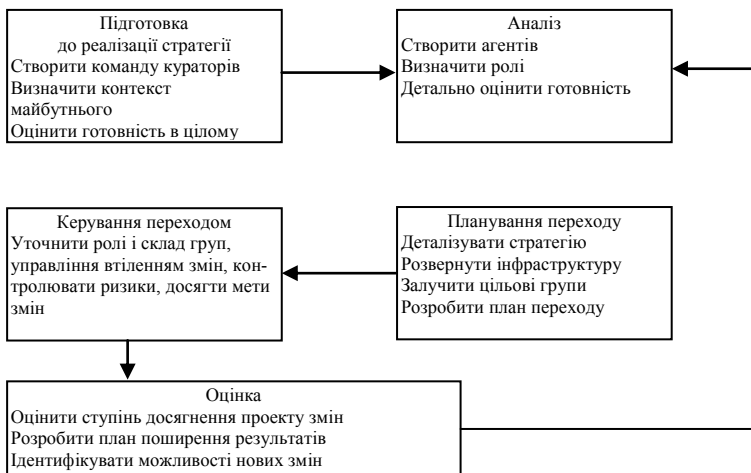 Підготовка
до реалізації стратегії
Створити команду кураторів
Визначити контекст
майбутнього
Оцінити готовність в цілому
Аналіз
Створити агентів
Визначити ролі
Детально оцінити готовність
Керування переходом
Уточнити ролі і склад груп,
управління втіленням змін, кон-
тролювати ризики, досягти мети
змін
Планування переходу
Деталізувати стратегію
Розвернути інфраструктуру
Залучити цільові групи
Розробити план переходу
Оцінка
Оцінити ступінь досягнення проекту змін
Розробити план поширення результатів
Ідентифікувати можливості нових змін